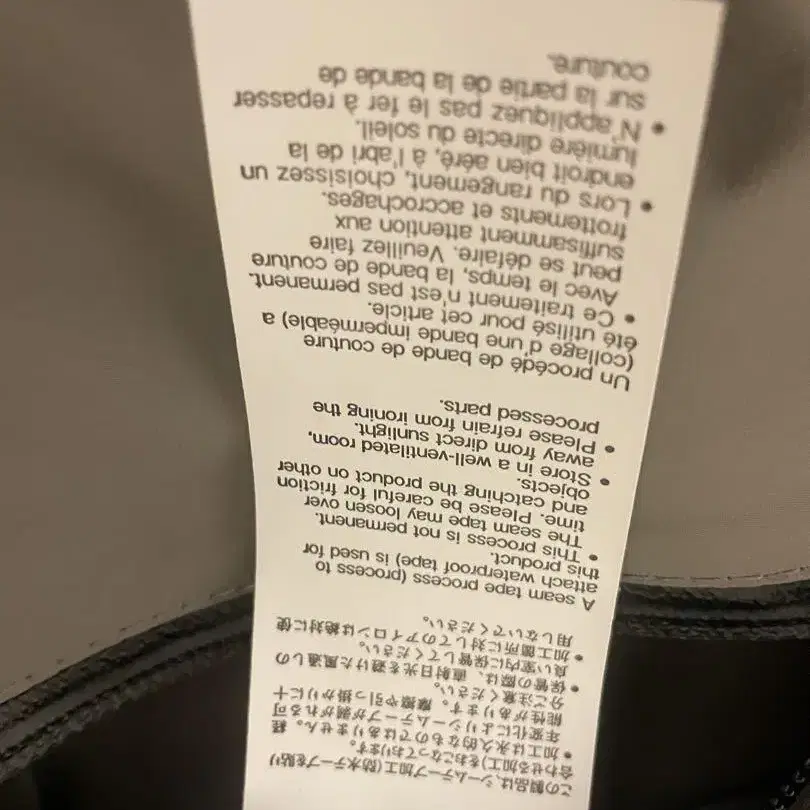 この製品は、シームテープ加工(防水テープを貼り
合わせる加工)をおこなっております。
•加工は永久的なものではありません。経
年変化によりシームテープが剥がれる可
能性があります。摩擦や引っ掛かりに十
分ご注意ください。
•保管の際は、直射日光を避けた風通しの
良い室内に保管してください。
•加工箇所に対してのアイロンは絶対に使
用しないでください。
A seam tape process (process to
attach waterproof tape) is used for
this product.
• This process is not permanent.
The seam tape may loosen over
time. Please be careful for friction
and catching the product on other
objects.
• Store in a well-ventilated room,
away from direct sunlight.
• Please refrain from ironing the
processed parts.
Un procédé de bande de couture
(collage d'une bande imperméable) a
été utilisé pour cet article.
• Ce traitement n'est pas permanent.
Avec le temps, la bande de couture
peut se défaire. Veuillez faire
suffisamment attention aux
frottements et accrochages.
• Lors du rangement, choisissez un
endroit bien aéré, à l'abri de la
lumière directe du soleil.
• N'appliquez pas le fer à repasser
sur la partie de la bande de
couture.